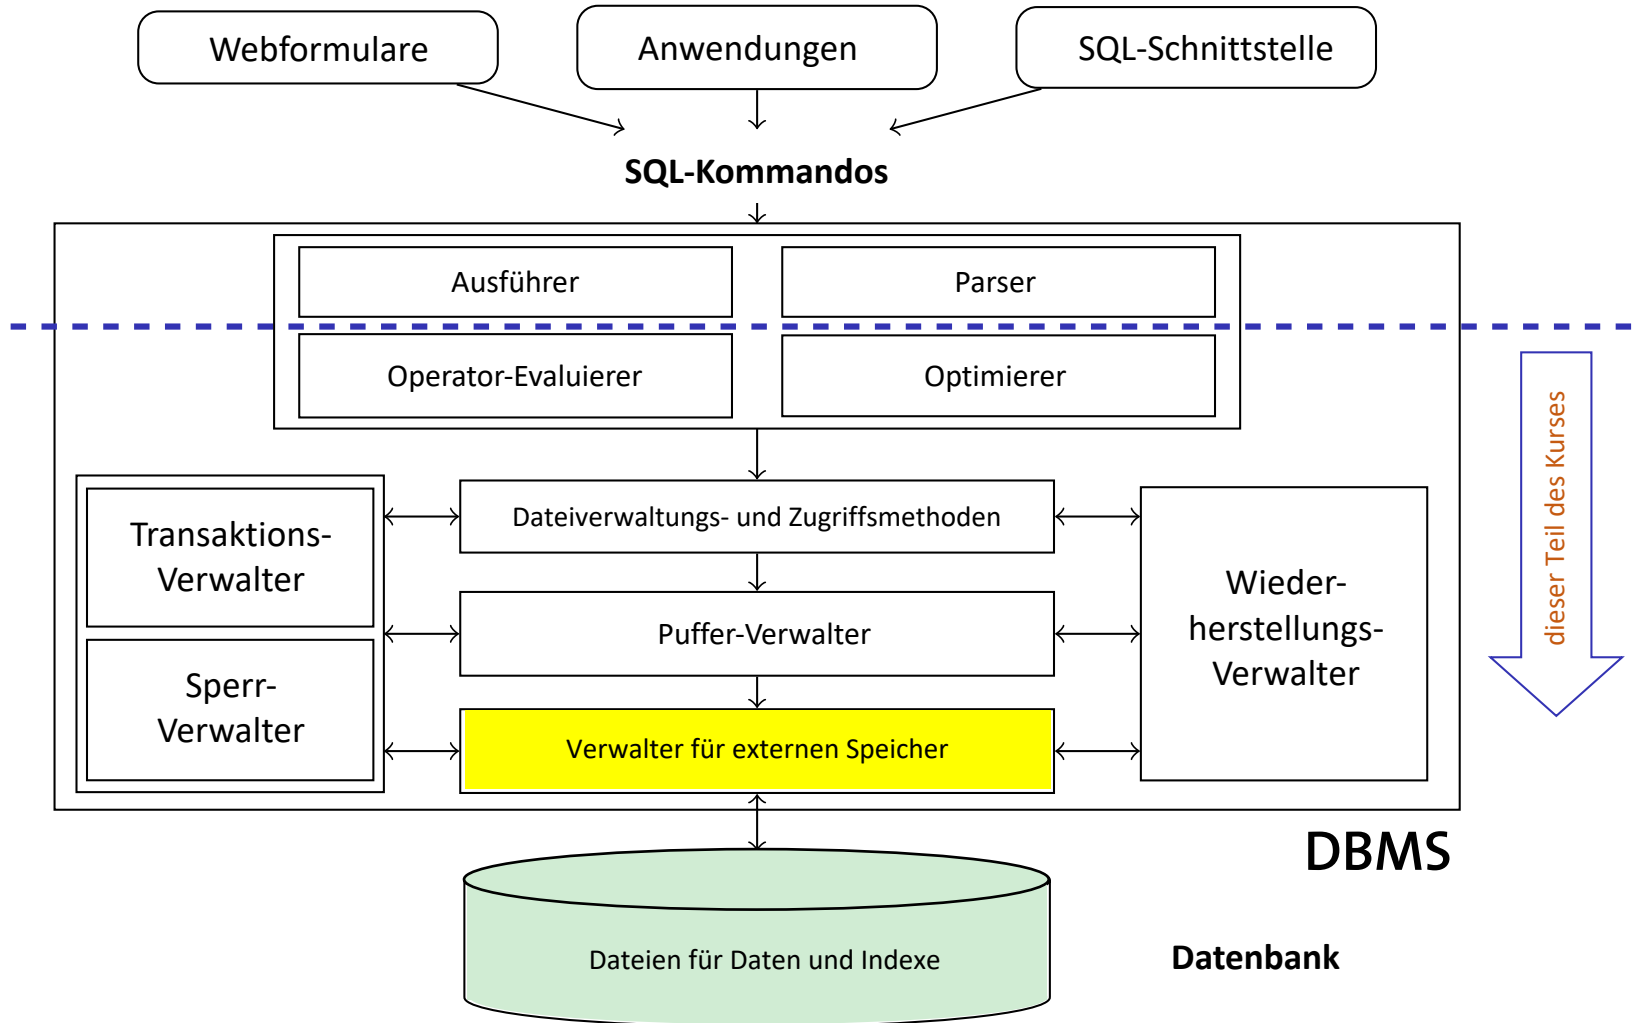 Webformulare
Anwendungen
SQL-Schnittstelle
SQL-Kommandos
Ausführer
Parser
Operator-Evaluierer
Optimierer
dieser Teil des Kurses
Transaktions-
Verwalter
Sperr-
Verwalter
Dateiverwaltungs- und Zugriffsmethoden
Puffer-Verwalter
Verwalter für externen Speicher
Wieder-
herstellungs-
Verwalter
DBMS
Dateien für Daten und Indexe
Datenbank